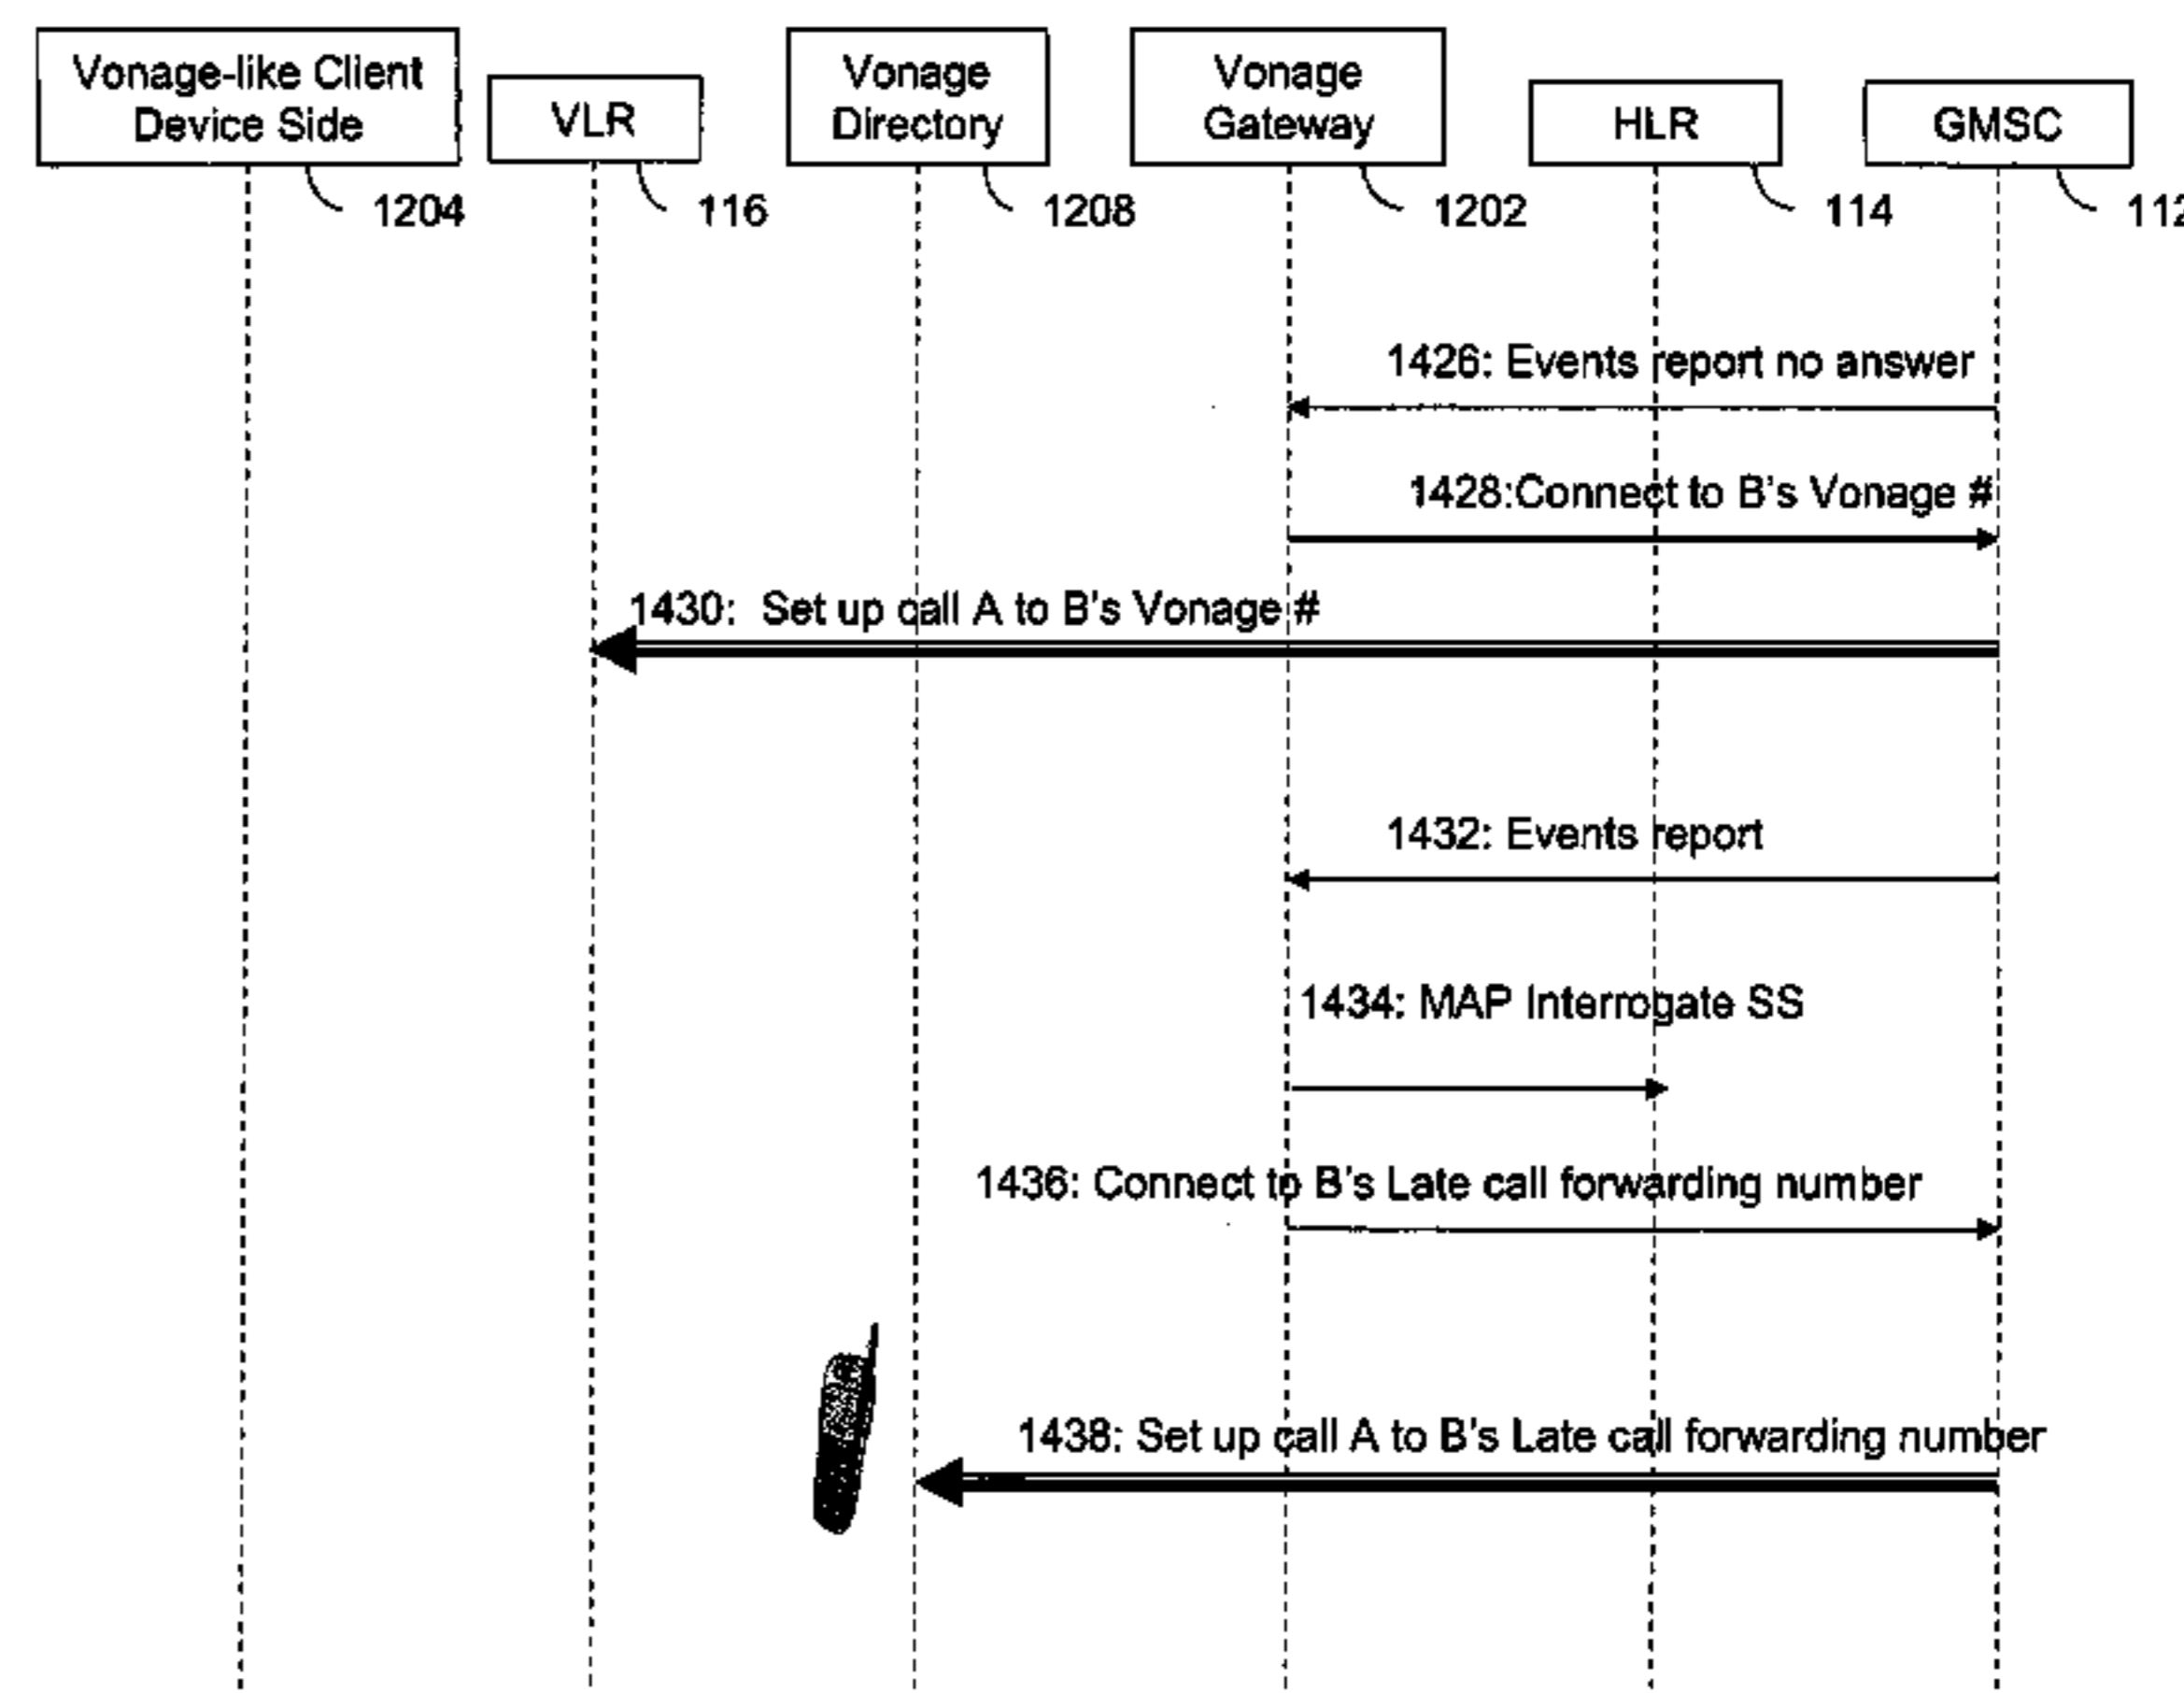 Vonage-like Client
Device Side
VLR
Vonage
Directory
Vonage
Gateway
HLR
GMSC
1204
116
1208
1202
114
112
1426: Events report no answer
1428:Connect to B's Vonage #
1430: Set up call A to B's Vonage #
1432: Events report
1434: MAP Interrogate SS
1436: Connect to B's Late call forwarding number
1438: Set up call A to B's Late call forwarding number